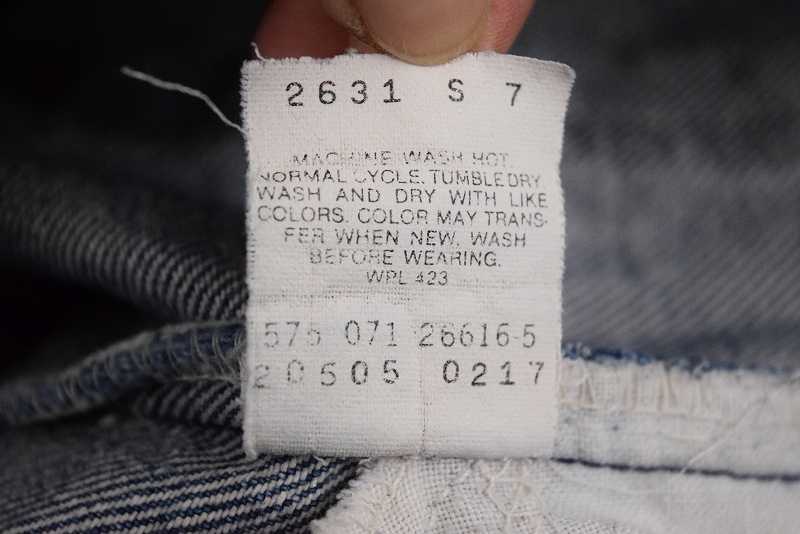 2631 S 7
MACHINE WASH HOT.
NORMAL CYCLE. TUMBLE DRY.
WASH AND DRY WITH LIKE
COLORS. COLOR MAY TRANS-
FER WHEN NEW. WASH
BEFORE WEARING.
WPL 423
575 071 26616-5
20505 0217